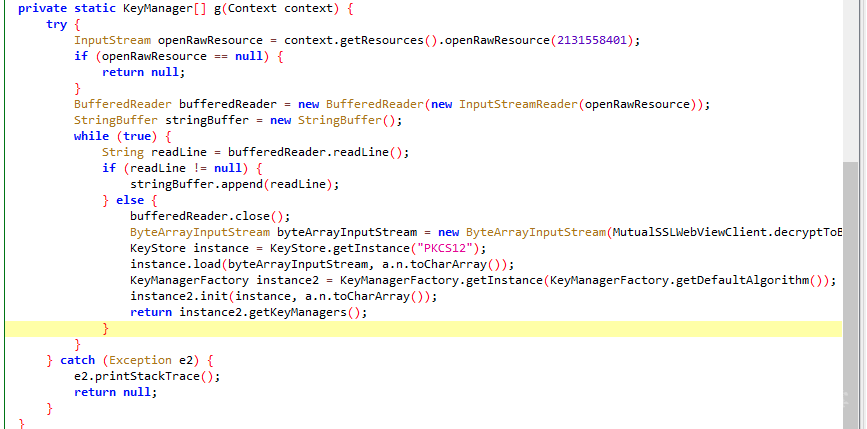 private static KeyManager[] g(Context context) {
try {
InputStream openRawResource = context.getResources().openRawResource(2131558401);
if (openRawResource == null) {
return null;
}
BufferedReader bufferedReader = new BufferedReader(new InputStreamReader(openRawResource));
StringBuffer stringBuffer = new StringBuffer();
while (true) {
String readLine = bufferedReader.readLine();
if (readLine != null) {
stringBuffer.append(readLine);
} else {
bufferedReader.close();
ByteArrayInputStream byteArrayInputStream = new ByteArrayInputStream(MutualSSLWebViewClient.decryptToB
KeyStore instance = KeyStore.getInstance("PKCS12");
instance.load(byteArrayInputStream, a.n.toCharArray());
KeyManagerFactory instance2 = KeyManagerFactory.getInstance(KeyManagerFactory.getDefaultAlgorithm());
instance2.init(instance, a.n.toCharArray());
return instance2.getKeyManagers();
}
}
} catch (Exception e2) {
e2.printStackTrace();
return null;
}
}